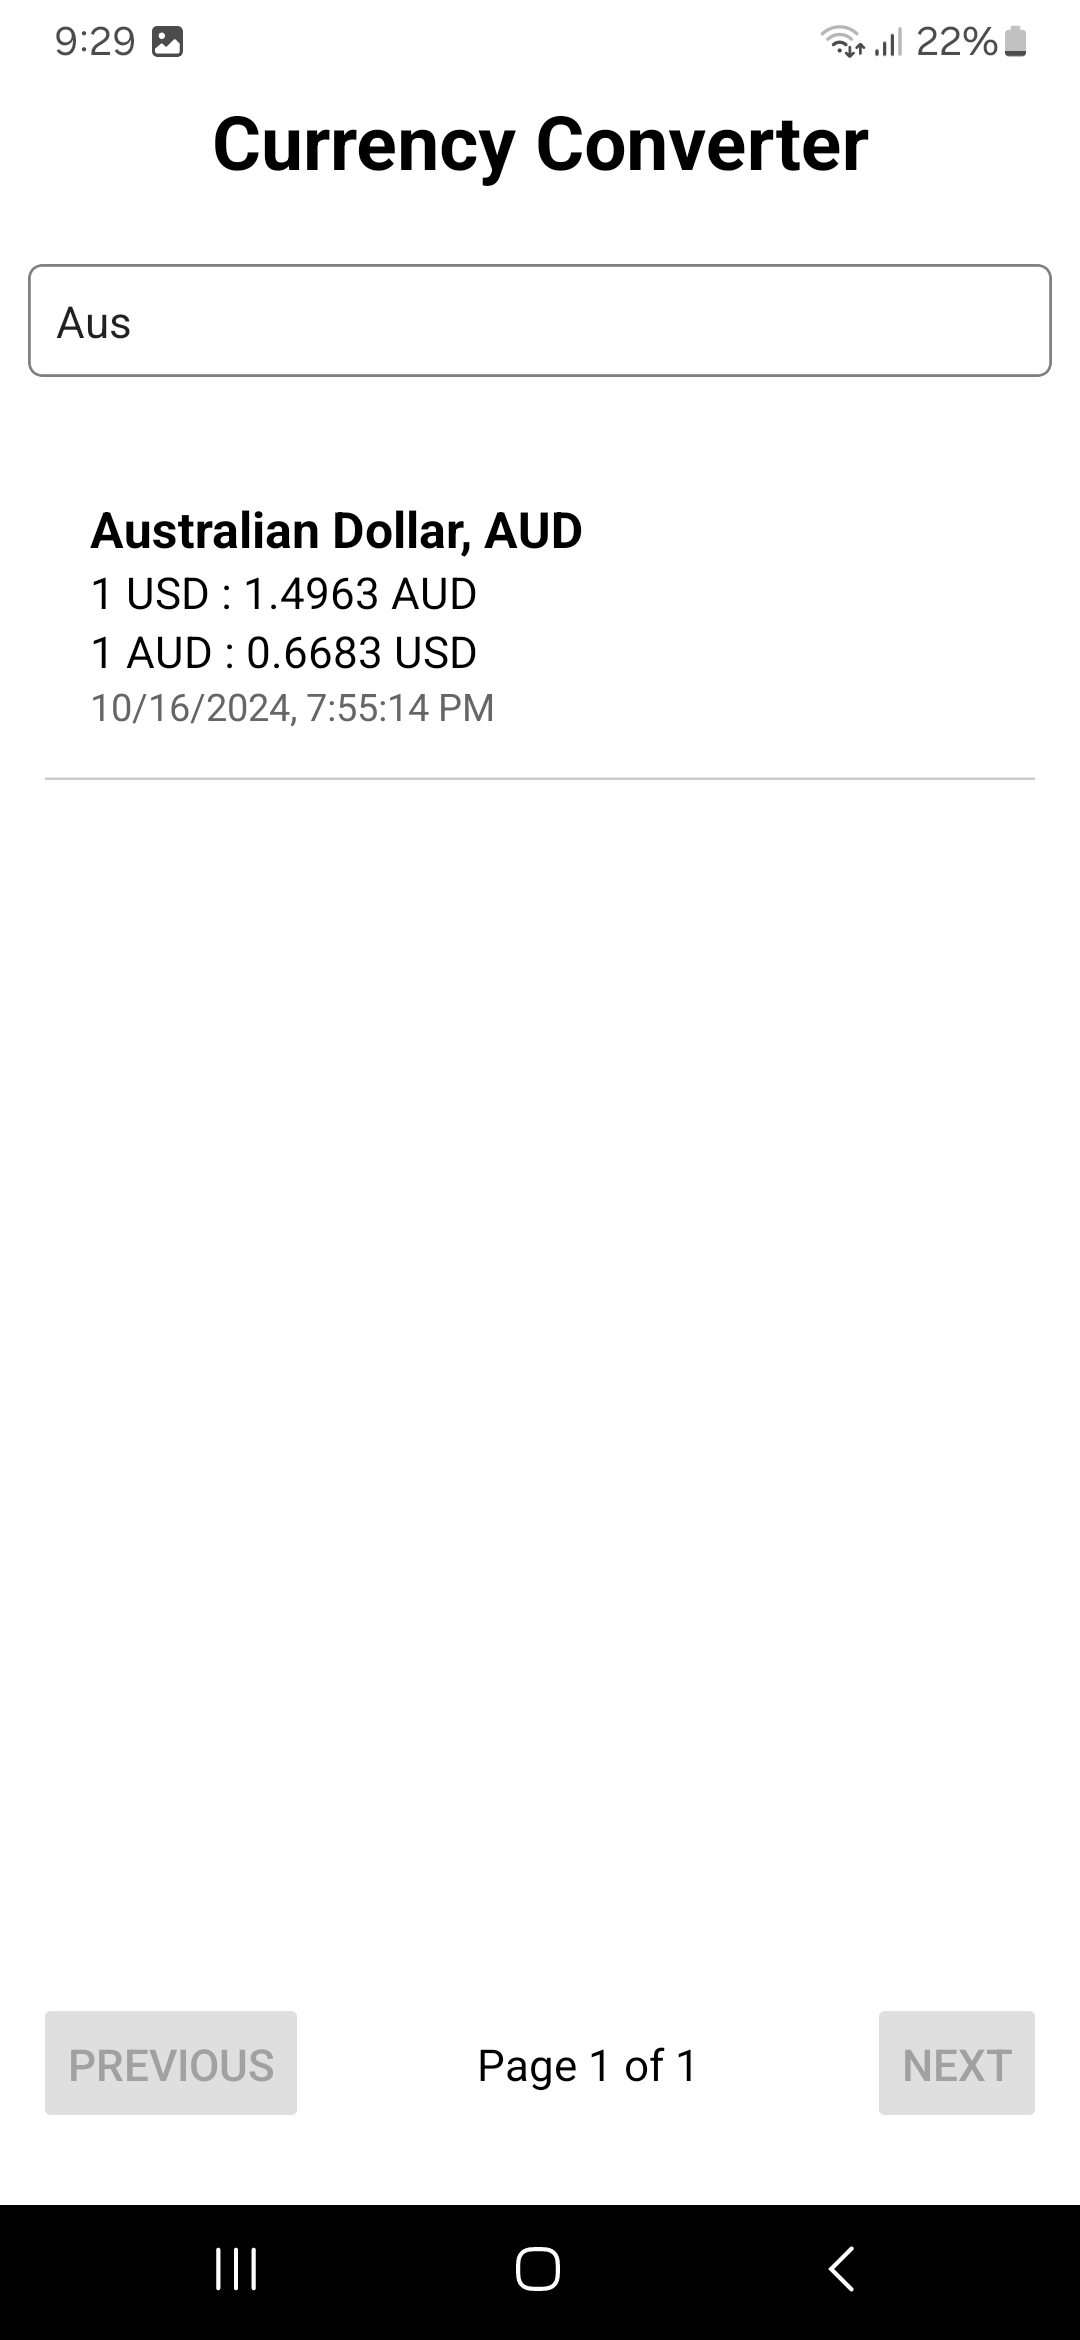 9:29 22%
Currency Converter
Aus
Australian Dollar, AUD
1 USD : 1.4963 AUD
1 AUD : 0.6683 USD
10/16/2024, 7:55:14 PM
PREVIOUS Page 1 of 1 NEXT